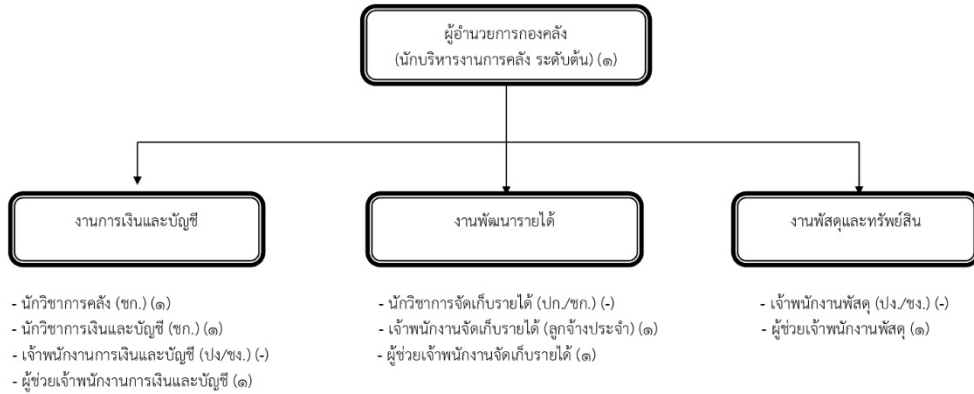 ผู้อำนวยการกองคลัง
(นักบริหารงานการคลัง ระดับต้น) (๑)
งานการเงินและบัญชี
- นักวิชาการคลัง (ชก.) (๑)
- นักวิชาการเงินและบัญชี (ชก.) (๑)
- เจ้าพนักงานการเงินและบัญชี (ปง/ชง.) (-)
- ผู้ช่วยเจ้าพนักงานการเงินและบัญชี (๑)
งานพัฒนารายได้
- นักวิชาการจัดเก็บรายได้ (ปก./ชก.) (-)
- เจ้าพนักงานจัดเก็บรายได้ (ลูกจ้างประจำ) (๑)
- ผู้ช่วยเจ้าพนักงานจัดเก็บรายได้ (๑)
งานพัสดุและทรัพย์สิน
- เจ้าพนักงานพัสดุ (ปง./ชง.) (-)
- ผู้ช่วยเจ้าพนักงานพัสดุ (๑)